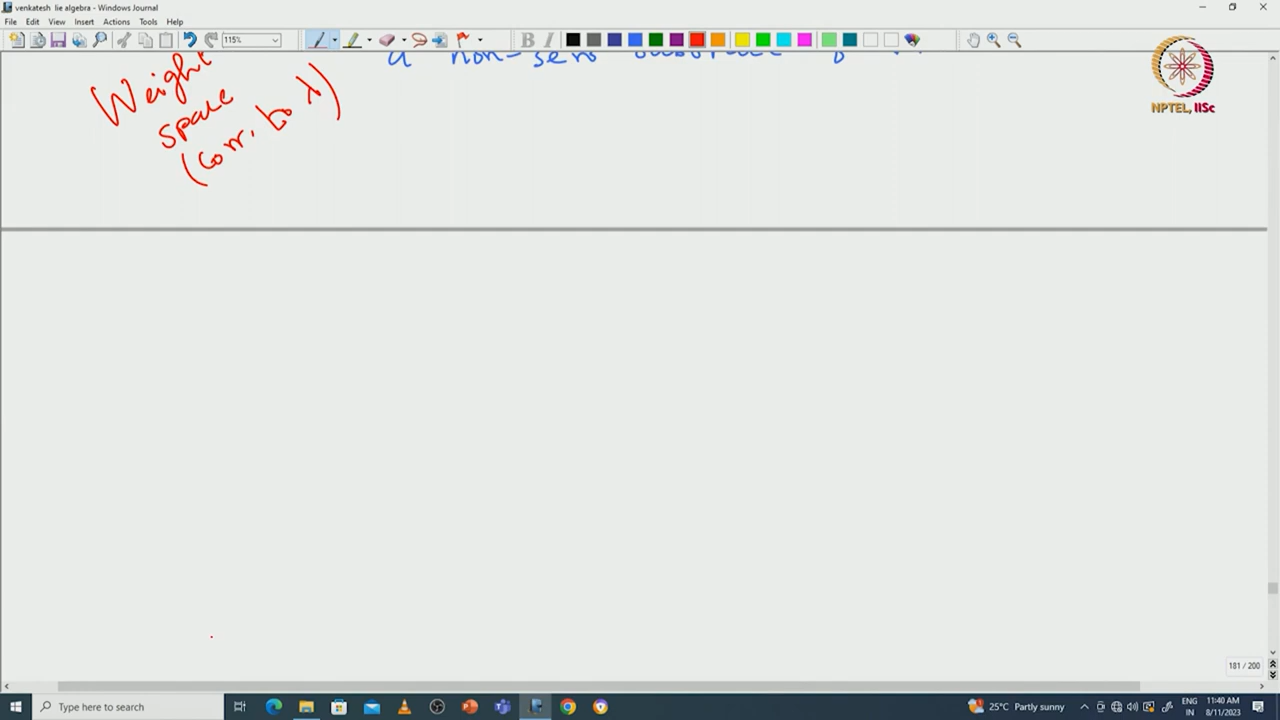 venkatesh lie algebra - Windows Journal
File Edit View Insert Actions Tools Help
115%
a non-zero subspace
Weight
space
(corr. to λ)
NPTEL, IISc
181 / 200
Type here to search
25°C Partly sunny
ENG
IN
11:40 AM
8/11/2023